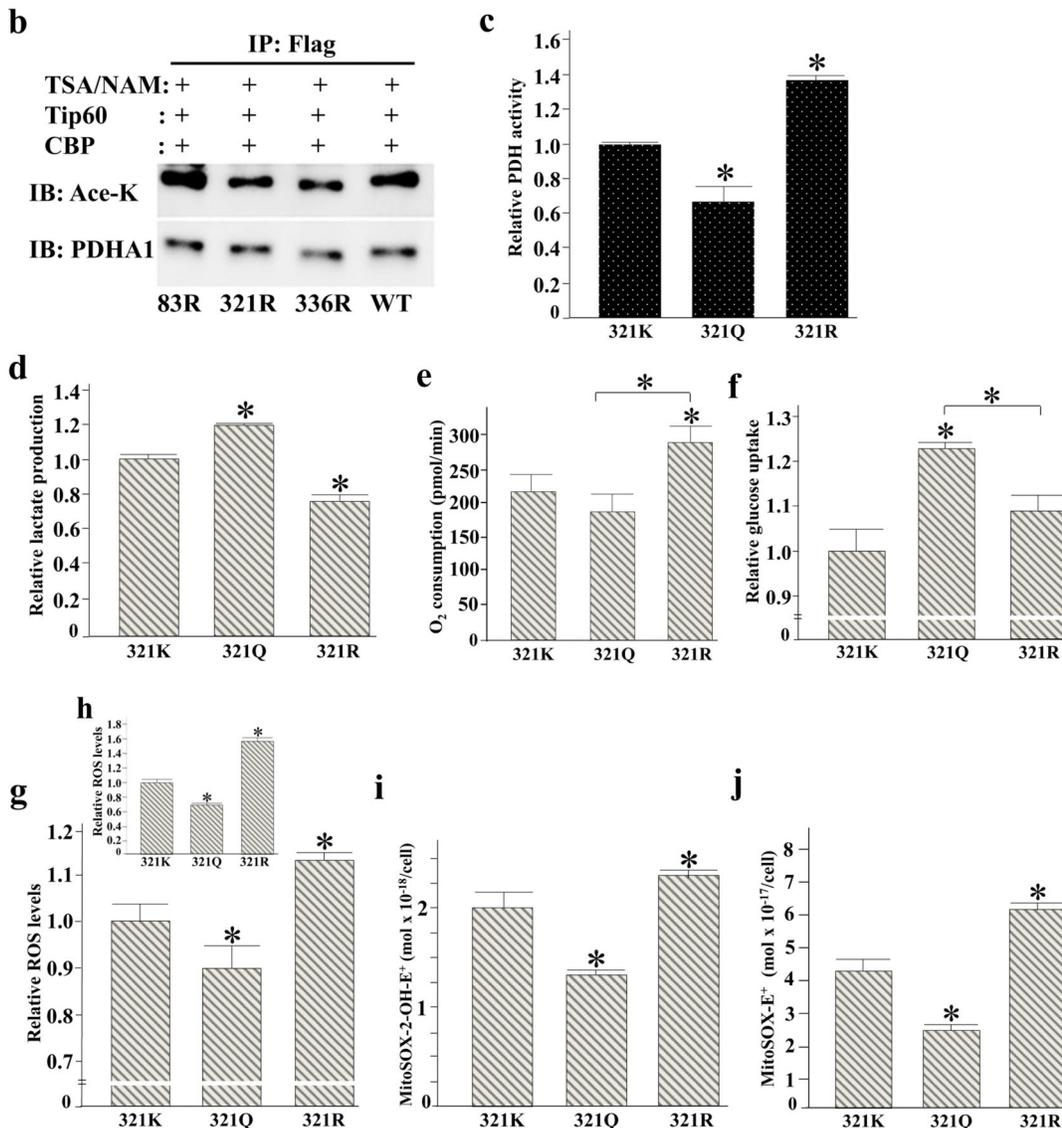 b
IP: Flag
TSA/NAM: + + + +
Tip60 : + + + +
CBP : + + + +
IB: Ace-K
IB: PDHA1
83R 321R 336R WT
c
Relative PDH activity
1.6
1.4
1.2
1.0
0.8
0.6
0.4
0.2
0
*
*
321K 321Q 321R
d
Relative lactate production
1.4
1.2
1.0
0.8
0.6
0.4
0.2
0
*
*
321K 321Q 321R
e
O2 consumption (pmol/min)
300
250
200
150
100
50
0
*
*
321K 321Q 321R
f
Relative glucose uptake
1.3
1.2
1.1
1.0
0.9
0
*
*
321K 321Q 321R
g
Relative ROS levels
1.2
1.1
1.0
0.9
0.7
0
*
*
321K 321Q 321R
h
Relative ROS levels
1.8
1.6
1.4
1.2
1.0
0.8
0.6
0.4
0.2
0
*
*
321K 321Q 321R
i
MitoSOX-2-OH-E+ (mol x 10-18/cell)
2
1
0
*
*
321K 321Q 321R
j
MitoSOX-E+ (mol x 10-17/cell)
8
7
6
5
4
3
2
1
0
*
*
321K 321Q 321R